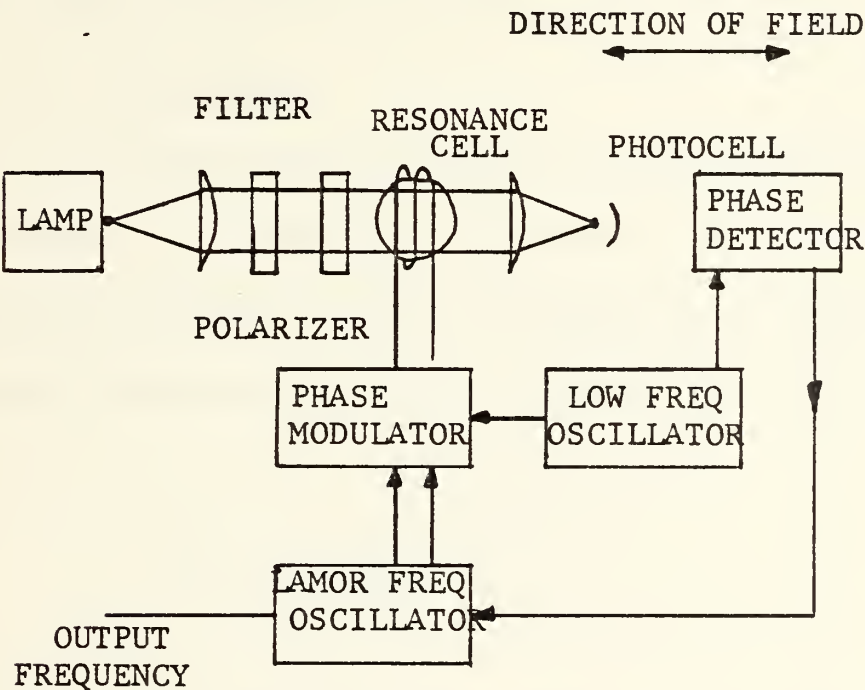 DIRECTION OF FIELD
FILTER
RESONANCE
CELL
PHOTOCELL
LAMP
PHASE
DETECTOR
POLARIZER
PHASE
MODULATOR
LOW FREQ
OSCILLATOR
LAMOR FREQ
OSCILLATOR
OUTPUT
FREQUENCY